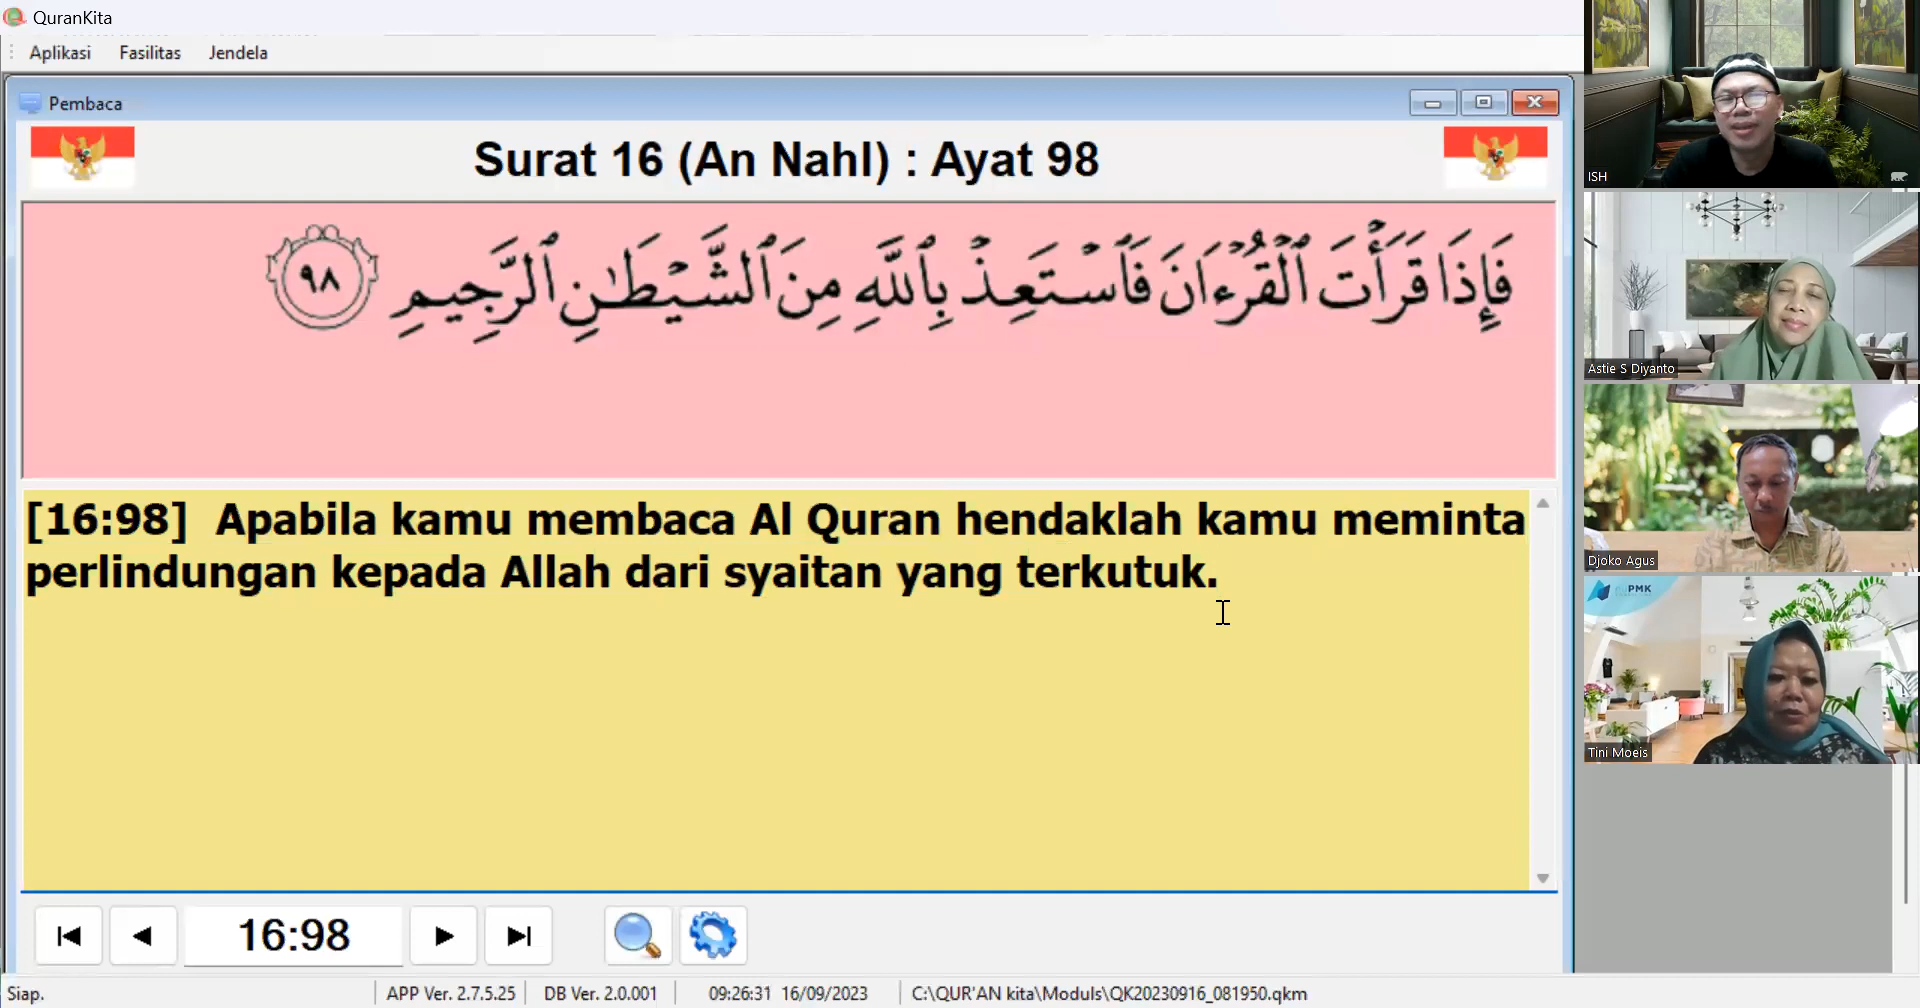 QuranKita
Aplikasi Fasilitas Jendela
Pembaca
Surat 16 (An Nahl) : Ayat 98
فَإِذَا قَرَأْتَ ٱلْقُرْءَانَ فَٱسْتَعِذْ بِٱللَّهِ مِنَ ٱلشَّيْطَٰنِ ٱلرَّجِيمِ ٩٨
[16:98] Apabila kamu membaca Al Quran hendaklah kamu meminta
perlindungan kepada Allah dari syaitan yang terkutuk.
16:98
Siap. APP Ver. 2.7.5.25 DB Ver. 2.0.001 09:26:31 16/09/2023 C:\QUR'AN kita\Moduls\QK20230916_081950.qkm
ISH
Astie S Diyanto
Djoko Agus
PMK
Tini Moeis